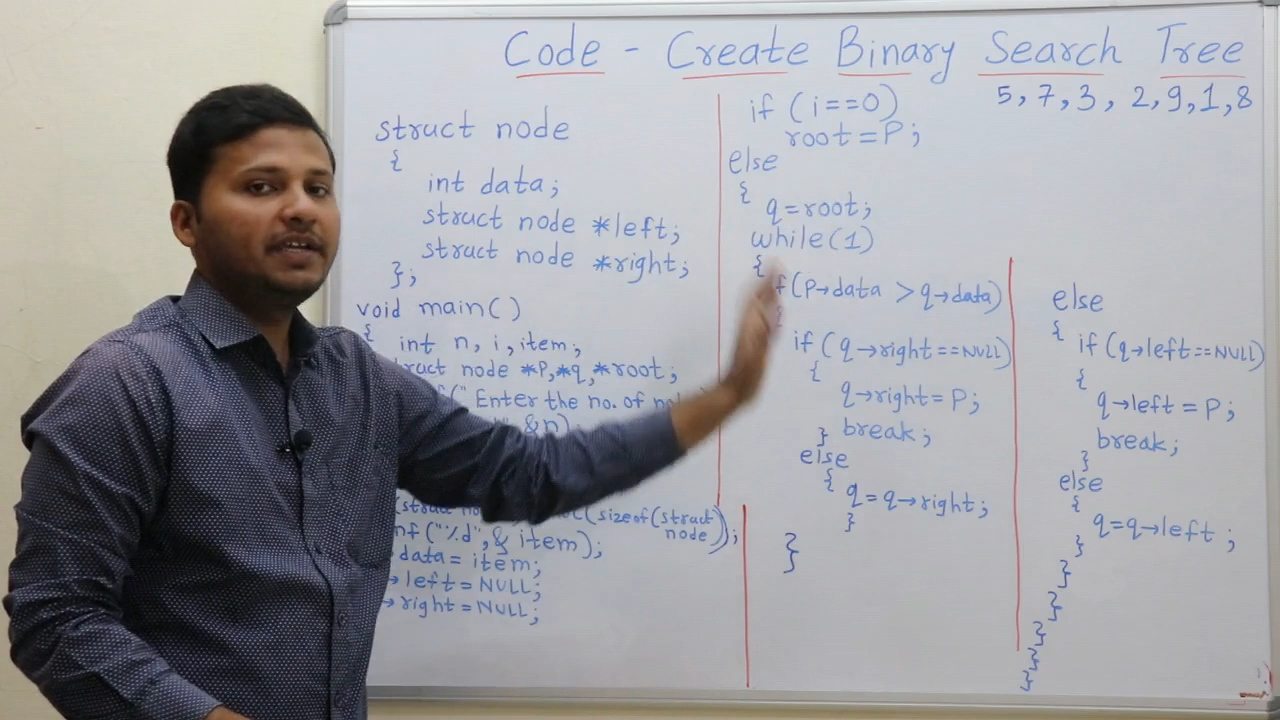 Code - Create Binary Search Tree
5, 7, 3, 2, 9, 1, 8
struct node
{
int data;
struct node *left;
struct node *right;
};
void main()
{
int n, i, item;
node *P,*q,*root;
(" Enter the no. of
&n);
(sizeof(struct node));
("%d",& item);
data = item;
→left = NULL;
→right = NULL;
if (i==0)
root = P;
else
{
q=root;
while(1)
{
(P→data > q→data)
{
if (q→right==NULL)
{
q→right= P;
} break;
else
{
q=q→right;
}
}
else
{
if (q→left==NULL)
{
q→left = P;
break;
}
else
{
q=q→left ;
}
}
}
}
}
}